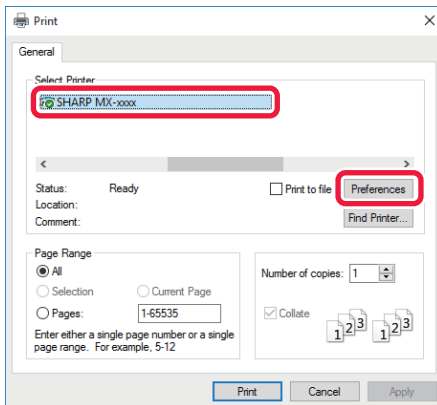 Print
General
Select Printer
SHARP MX-xxxx
Status: Ready
Print to file
Preferences
Location:
Comment:
Find Printer...
Page Range
All
Selection
Current Page
Pages:
1-65535
Enter either a single page number or a single
page range. For example, 5-12
Number of copies: 1
Collate
1 2 3 1 2 3
Print Cancel Apply